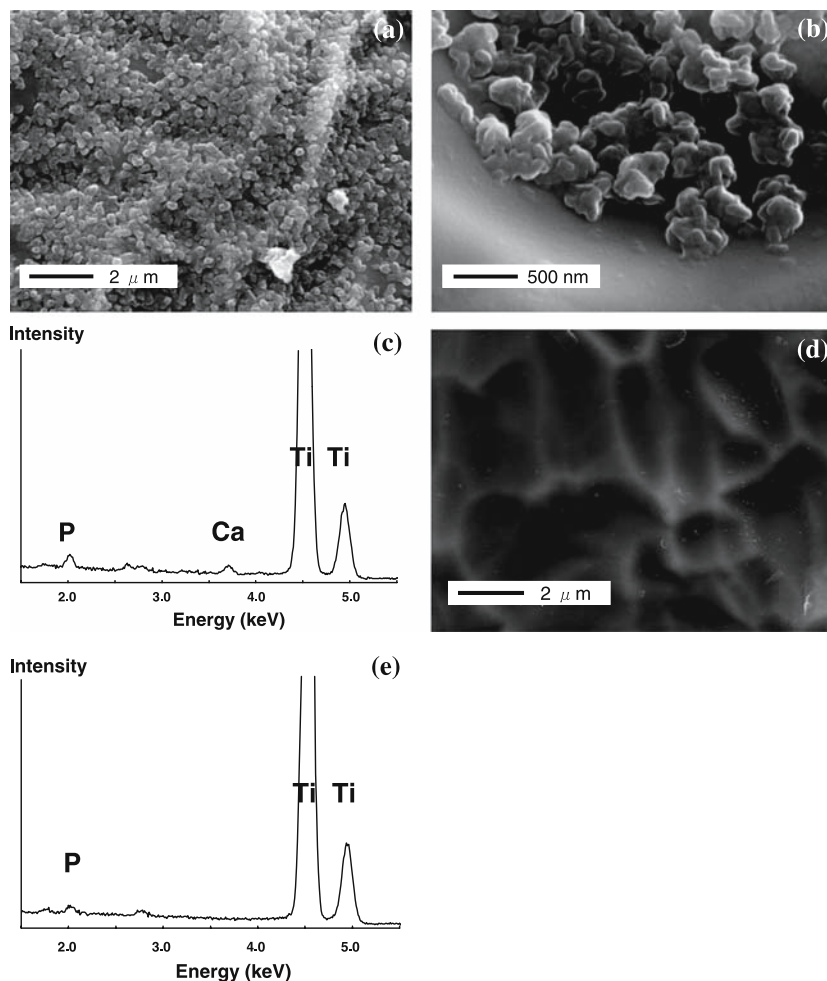 (a)
2 μm
(b)
500 nm
Intensity
(c)
P
Ca
Ti
Ti
2.0 3.0 4.0 5.0
Energy (keV)
(d)
2 μm
Intensity
(e)
P
Ti
Ti
2.0 3.0 4.0 5.0
Energy (keV)